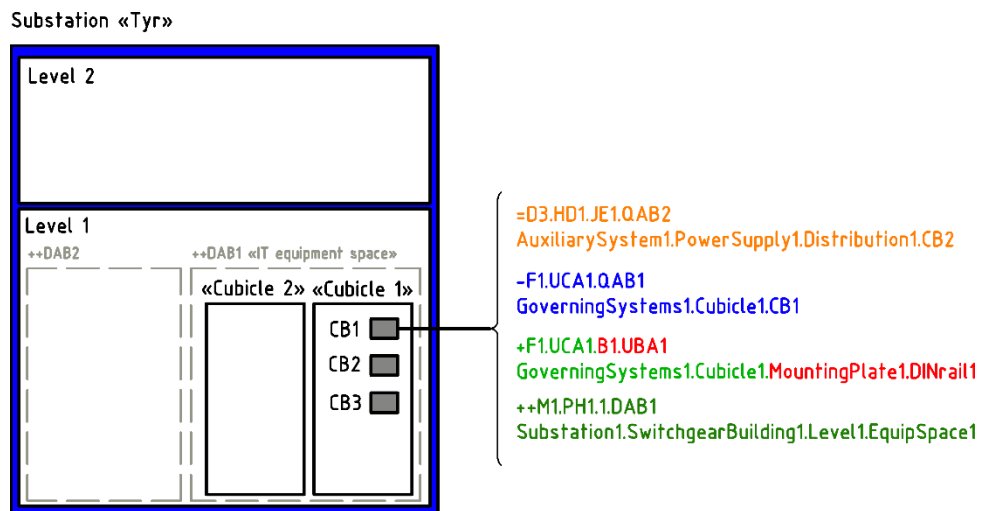 Substation «Tyr»
Level 2
Level 1
++DAB2
++DAB1 «IT equipment space»
«Cubicle 2» «Cubicle 1»
CB1
CB2
CB3
=D3.HD1.JE1.QAB2
AuxiliarySystem1.PowerSupply1.Distribution1.CB2
-F1.UCA1.QAB1
GoverningSystems1.Cubicle1.CB1
+F1.UCA1.B1.UBA1
GoverningSystems1.Cubicle1.MountingPlate1.DINrail1
++M1.PH1.1.DAB1
Substation1.SwitchgearBuilding1.Level1.EquipSpace1